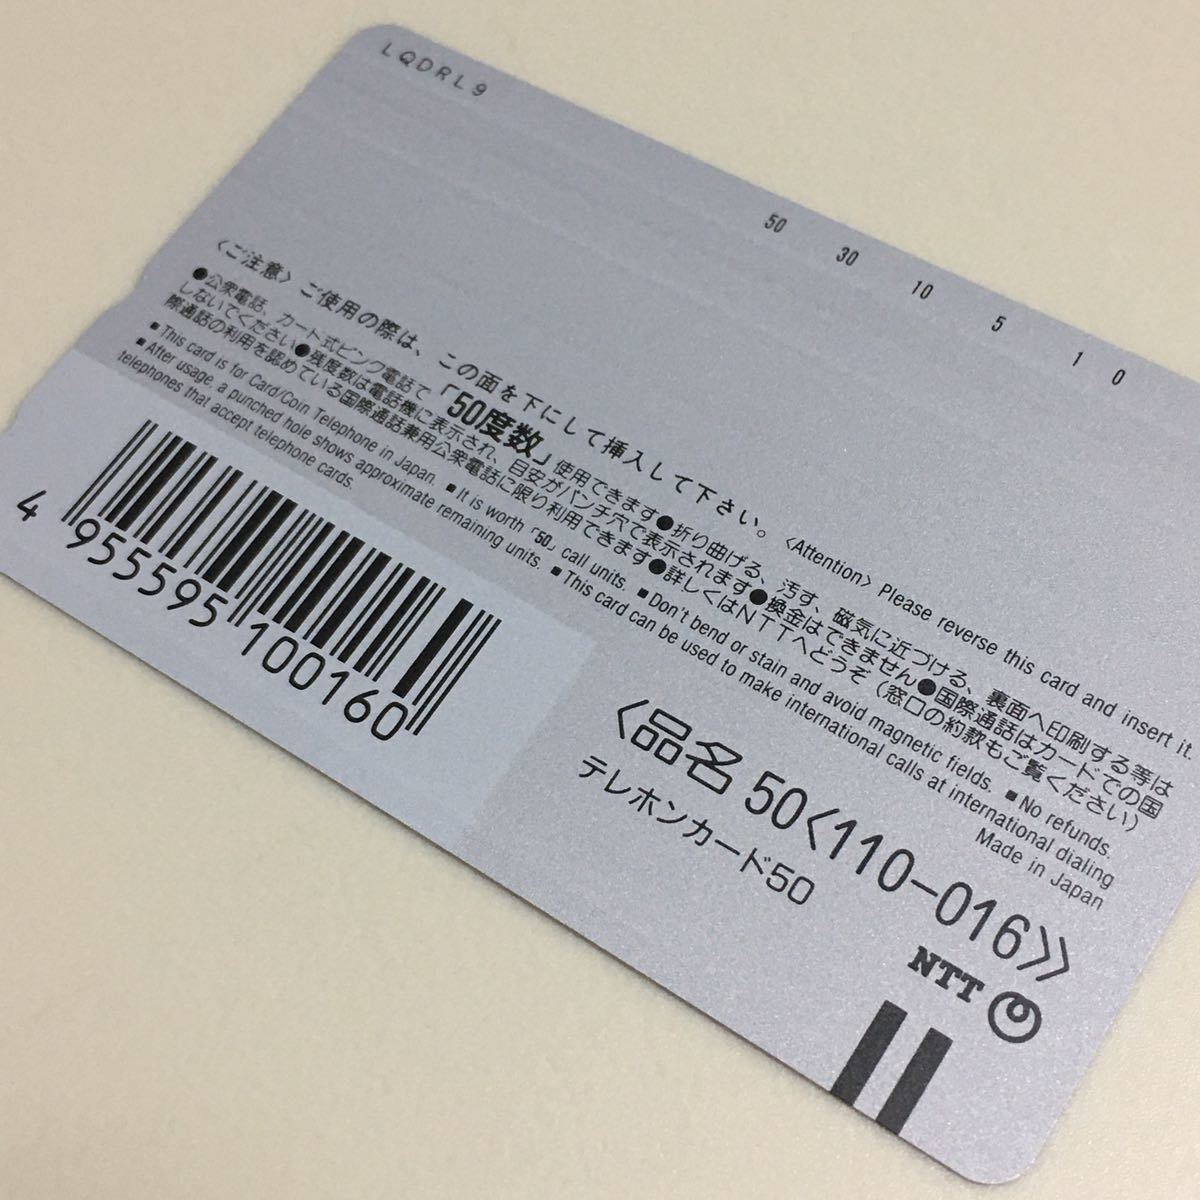 LQDRL9
50 30 10 5 1 0
〈ご注意〉ご使用の際は、この面を下にして挿入して下さい。〈Attention〉Please reverse this card and insert it.
●公衆電話、カード式ピンク電話で「50度数」使用できます●折り曲げる、汚す、磁気に近づける、裏面へ印刷する等は
しないでください●残度数は電話機に表示され、目安がパンチ穴で表示されます●換金はできません●国際通話はカードでの国
際通話の利用を認めている国際通話兼用公衆電話に限り利用できます●詳しくはNTTへどうぞ(窓口の約款もご覧ください)
■This card is for Card/Coin Telephone in Japan. ■It is worth「50」call units. ■Don't bend or stain and avoid magnetic fields. ■No refunds.
■After usage, a punched hole shows approximate remaining units. ■This card can be used to make international calls at international dialing
telephones that accept telephone cards.
Made in Japan
4 955595 100160
〈品名 50〈110-016〉〉
テレホンカード50
NTT